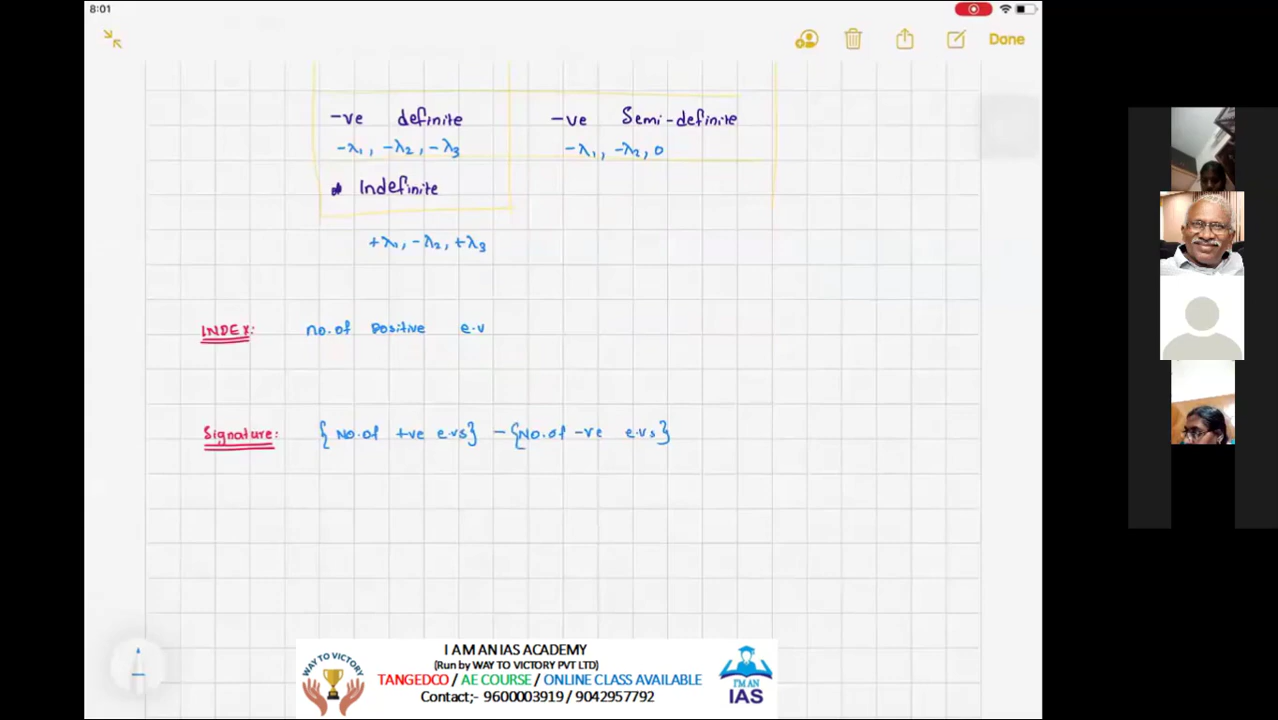 8:01
Done
-ve definite -ve Semi-definite
-λ₁, -λ₂, -λ₃ -λ₁, -λ₂, 0
Indefinite
+λ₁, -λ₂, +λ₃
INDEX: no.of Positive e.v
Signature: {No.of +ve e.vs} - {No.of -ve e.vs}
WAY TO VICTORY
I AM AN IAS ACADEMY
(Run by WAY TO VICTORY PVT LTD)
TANGEDCO / AE COURSE / ONLINE CLASS AVAILABLE
Contact;- 9600003919 / 9042957792
I'M AN
IAS